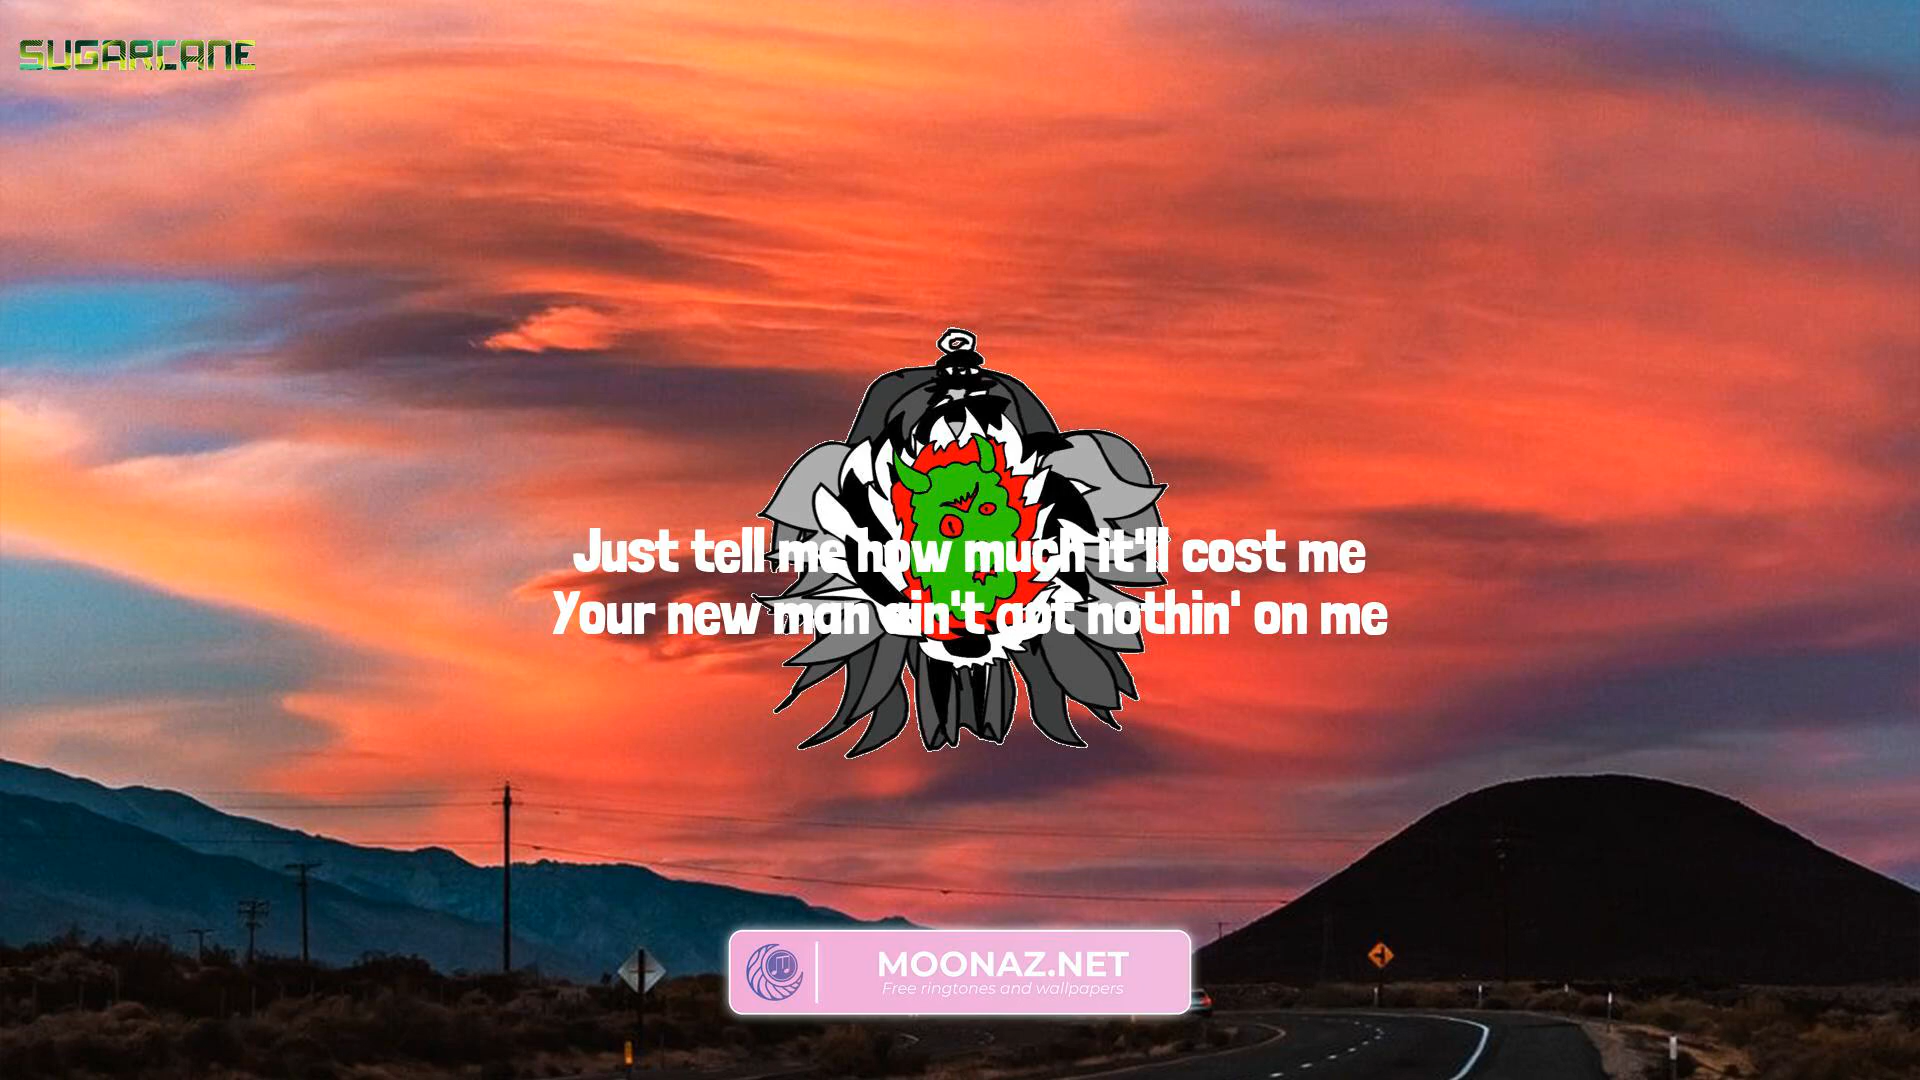 SUGARCANE
Just tell me how much it'll cost me
Your new man ain't got nothin' on me
MOONAZ.NET
Free ringtones and wallpapers